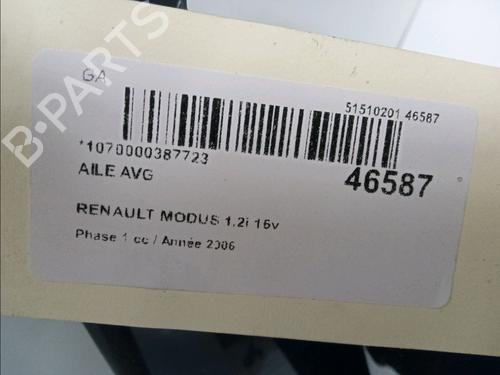 GA
51510201 46587
*1070000387723
AILE AVG
46587
RENAULT MODUS 1.2i 16v
Phase 1 cc / Année 2006
B-PARTS